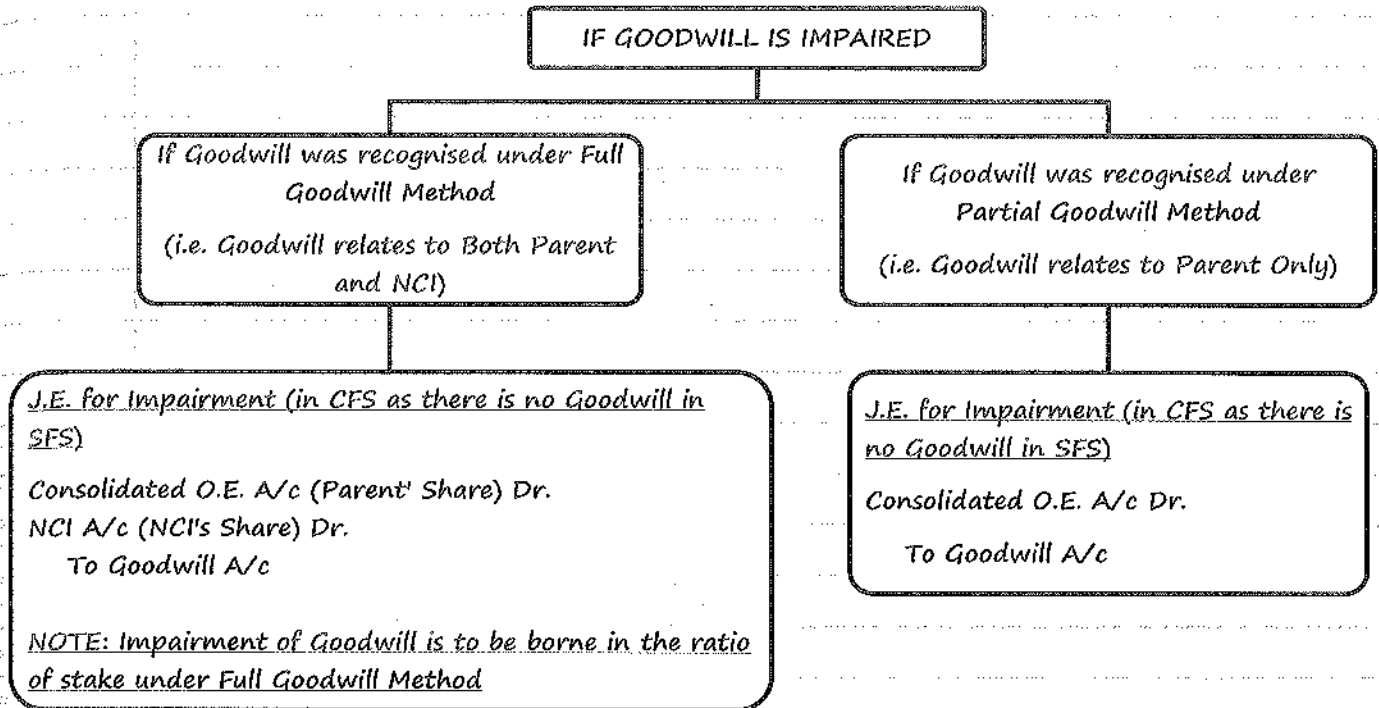 IF GOODWILL IS IMPAIRED
If Goodwill was recognised under Full
Goodwill Method
(i.e. Goodwill relates to Both Parent
and NCI)
If Goodwill was recognised under
Partial Goodwill Method
(i.e. Goodwill relates to Parent Only)
J.E. for Impairment (in CFS as there is no Goodwill in
SFS)
Consolidated O.E. A/c (Parent' Share) Dr.
NCI A/c (NCI's Share) Dr.
To Goodwill A/c
NOTE: Impairment of Goodwill is to be borne in the ratio
of stake under Full Goodwill Method
J.E. for Impairment (in CFS as there is
no Goodwill in SFS)
Consolidated O.E. A/c Dr.
To Goodwill A/c